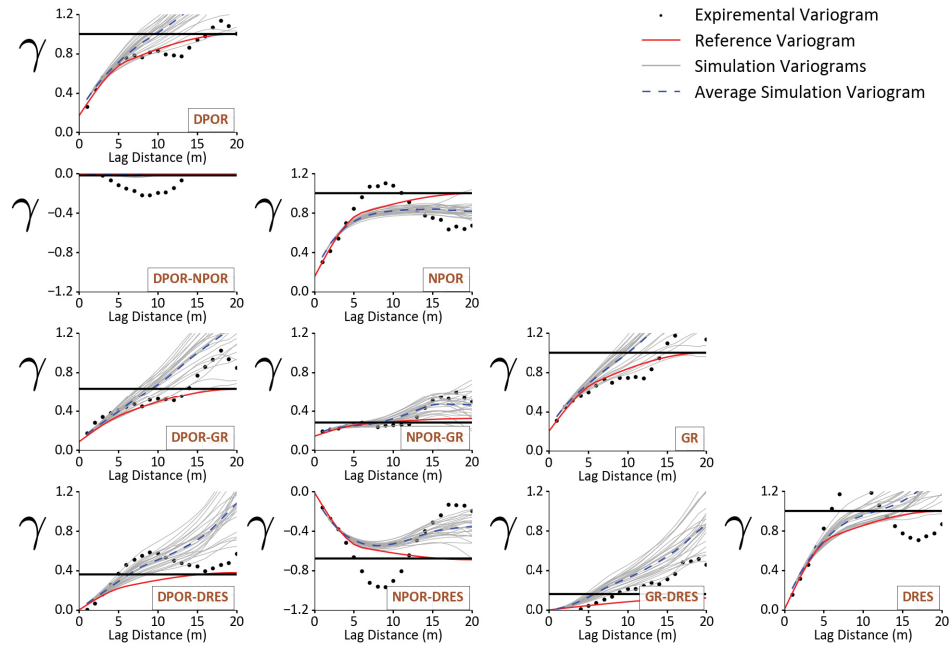 Expiremental Variogram
Reference Variogram
Simulation Variograms
Average Simulation Variogram
γ
1.2
0.8
0.4
0.0
0 5 10 15 20
Lag Distance (m)
DPOR
γ
0.0
−0.4
−0.8
−1.2
0 5 10 15 20
Lag Distance (m)
DPOR-NPOR
γ
1.2
0.8
0.4
0.0
0 5 10 15 20
Lag Distance (m)
NPOR
γ
1.2
0.8
0.4
0.0
0 5 10 15 20
Lag Distance (m)
DPOR-GR
γ
1.2
0.8
0.4
0.0
0 5 10 15 20
Lag Distance (m)
NPOR-GR
γ
1.2
0.8
0.4
0.0
0 5 10 15 20
Lag Distance (m)
GR
γ
1.2
0.8
0.4
0.0
0 5 10 15 20
Lag Distance (m)
DPOR-DRES
γ
0.0
−0.4
−0.8
−1.2
0 5 10 15 20
Lag Distance (m)
NPOR-DRES
γ
1.2
0.8
0.4
0.0
0 5 10 15 20
Lag Distance (m)
GR-DRES
γ
1.2
0.8
0.4
0.0
0 5 10 15 20
Lag Distance (m)
DRES